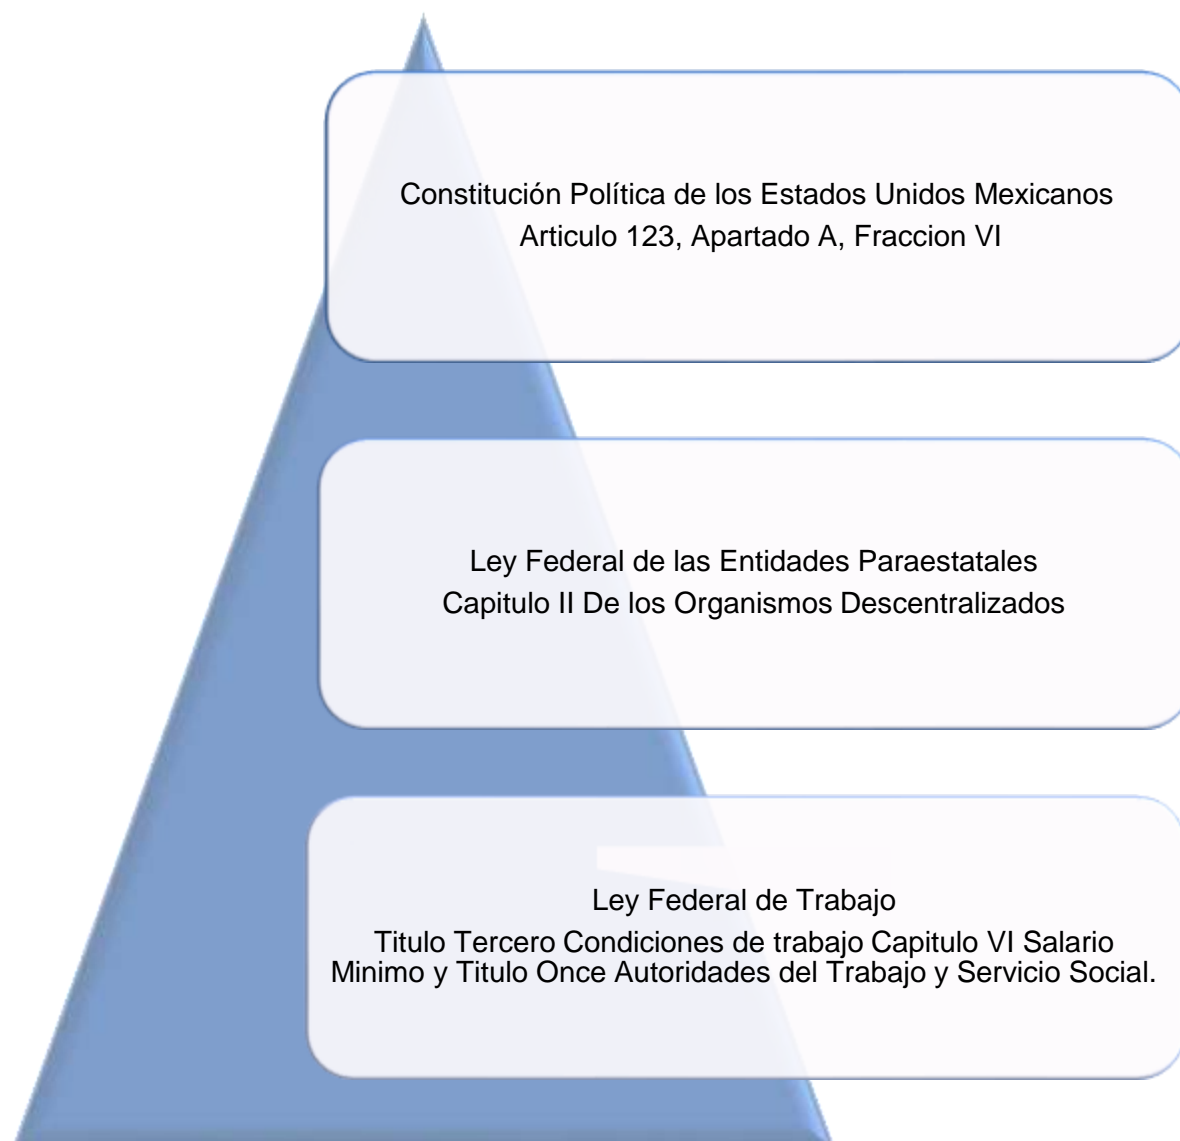 Constitución Política de los Estados Unidos Mexicanos
Articulo 123, Apartado A, Fraccion VI
Ley Federal de las Entidades Paraestatales
Capitulo II De los Organismos Descentralizados
Ley Federal de Trabajo
Titulo Tercero Condiciones de trabajo Capitulo VI Salario
Minimo y Titulo Once Autoridades del Trabajo y Servicio Social.